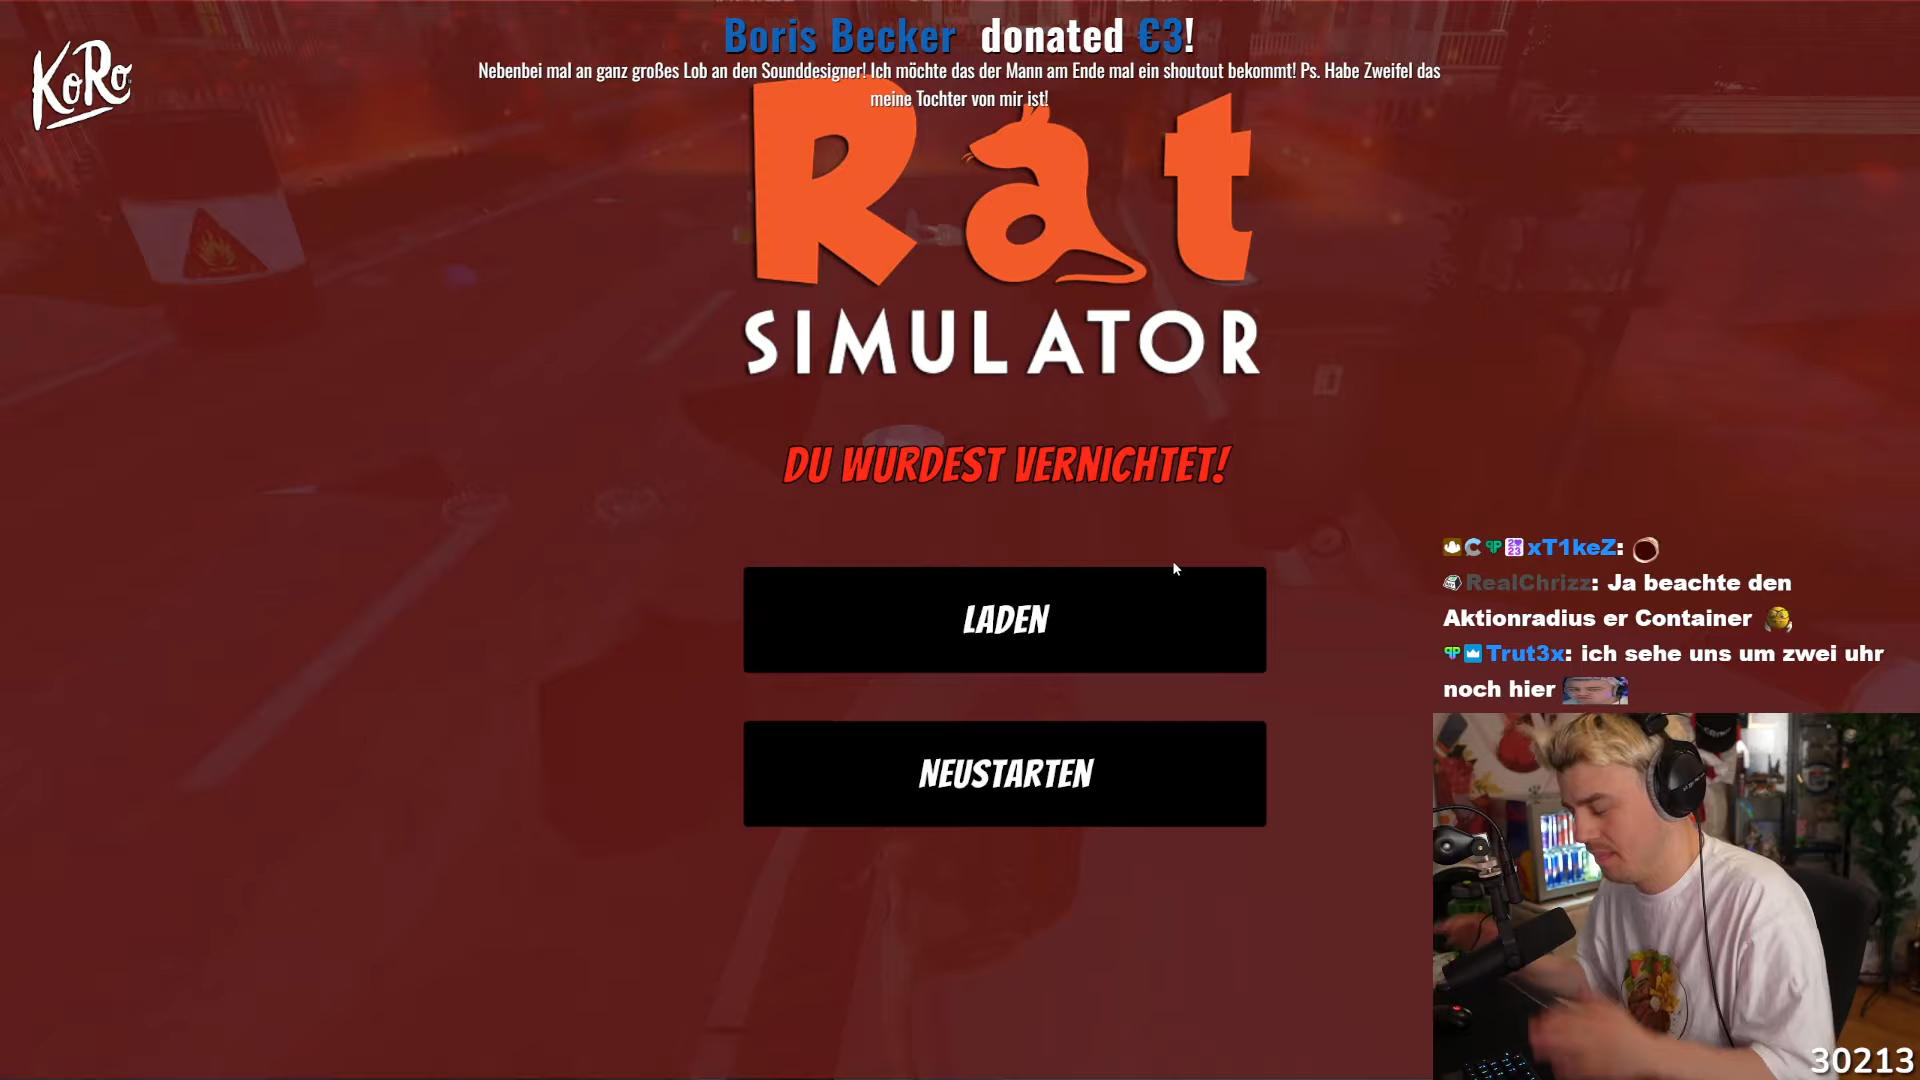 Boris Becker donated €3!
Nebenbei mal an ganz großes Lob an den Sounddesigner! Ich möchte das der Mann am Ende mal ein shoutout bekommt! Ps. Habe Zweifel das
meine Tochter von mir ist!
KoRo
Rat
SIMULATOR
DU WURDEST VERNICHTET!
LADEN
NEUSTARTEN
xT1keZ:
RealChrizz: Ja beachte den
Aktionradius er Container
Trut3x: ich sehe uns um zwei uhr
noch hier
30213